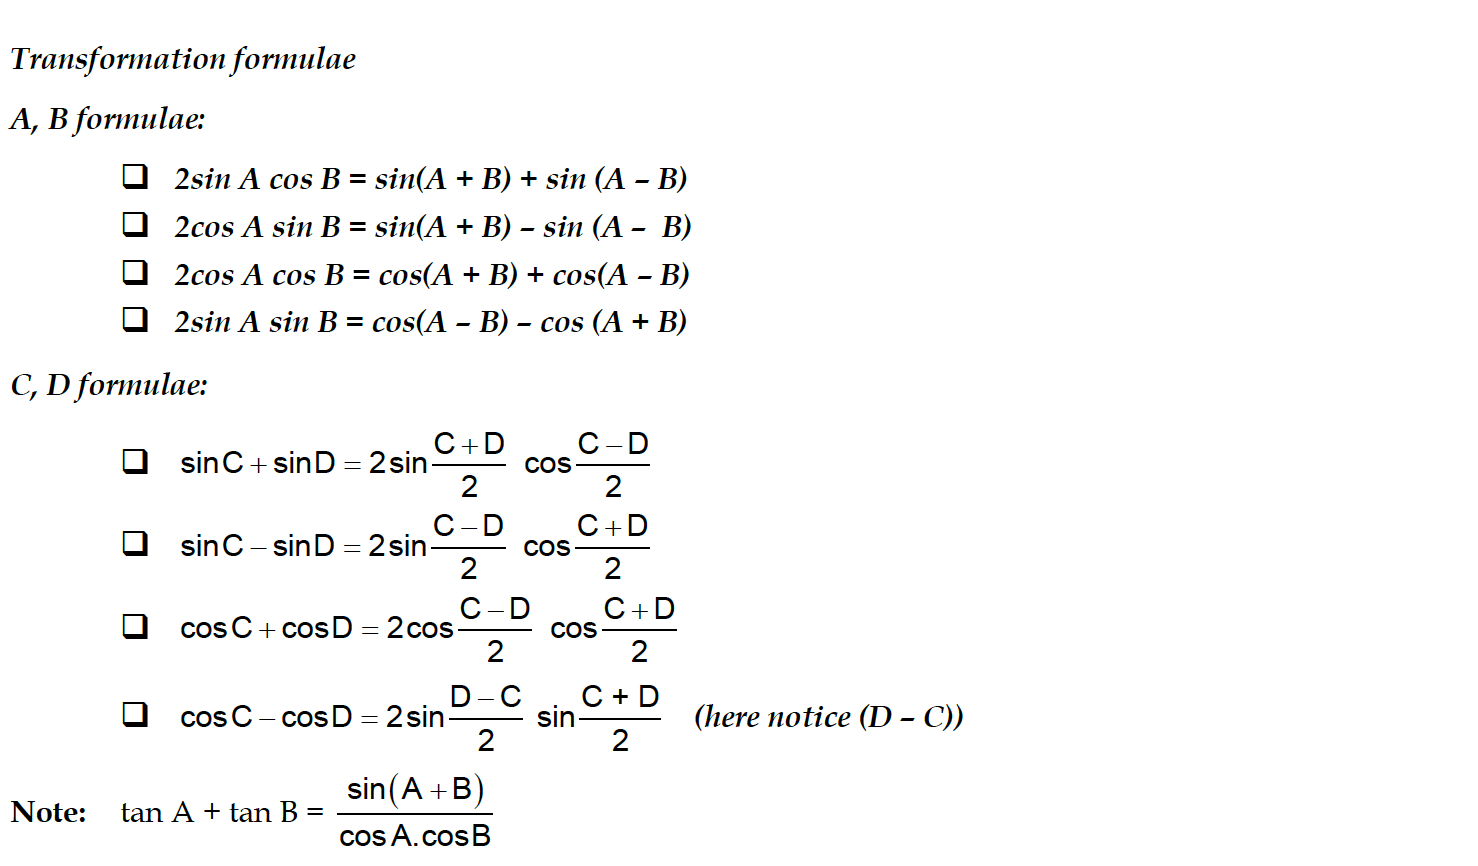 Transformation formulae
A, B formulae:
❑ 2sin A cos B = sin(A + B) + sin (A – B)
❑ 2cos A sin B = sin(A + B) – sin (A – B)
❑ 2cos A cos B = cos(A + B) + cos(A – B)
❑ 2sin A sin B = cos(A – B) – cos (A + B)
C, D formulae:
❑ sin C + sin D = 2 sin \frac{C + D}{2} cos \frac{C – D}{2}
❑ sin C – sin D = 2 sin \frac{C – D}{2} cos \frac{C + D}{2}
❑ cos C + cos D = 2 cos \frac{C – D}{2} cos \frac{C + D}{2}
❑ cos C – cos D = 2 sin \frac{D – C}{2} sin \frac{C + D}{2} (here notice (D – C))
Note: tan A + tan B = \frac{sin(A + B)}{cos A. cos B}